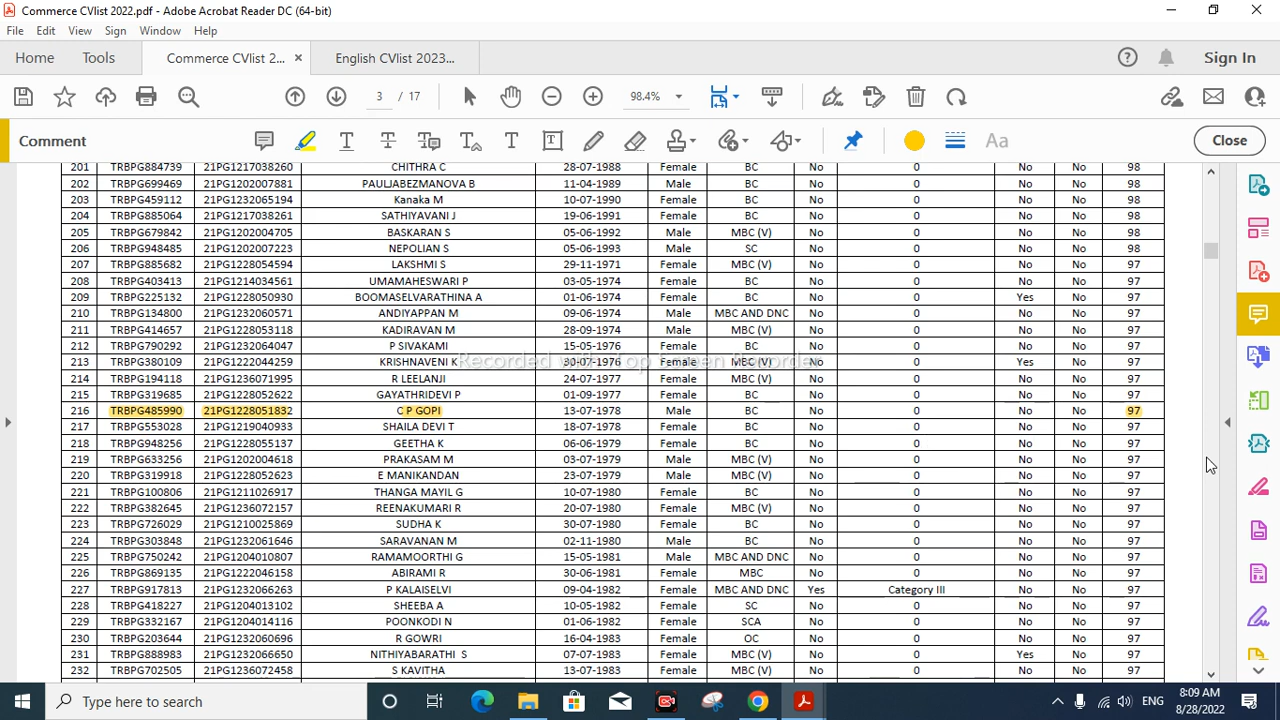 Commerce CVlist 2022.pdf - Adobe Acrobat Reader DC (64-bit)
File Edit View Sign Window Help
Home Tools Commerce CVlist 2... × English CVlist 2023... Sign In
3 / 17 98.4%
Comment T T T T Aa Close
201 TRBPG884739 21PG1217038260 CHITHRA C 28-07-1988 Female BC No 0 No No 98
202 TRBPG699469 21PG1202007881 PAULJABEZMANOVA B 11-04-1989 Male BC No 0 No No 98
203 TRBPG459112 21PG1232065194 Kanaka M 10-07-1990 Female BC No 0 No No 98
204 TRBPG885064 21PG1217038261 SATHIYAVANI J 19-06-1991 Female BC No 0 No No 98
205 TRBPG679842 21PG1202004705 BASKARAN S 05-06-1992 Male MBC (V) No 0 No No 98
206 TRBPG948485 21PG1202007223 NEPOLIAN S 05-06-1993 Male SC No 0 No No 98
207 TRBPG885682 21PG1228054594 LAKSHMI S 29-11-1971 Female MBC (V) No 0 No No 97
208 TRBPG403413 21PG1214034561 UMAMAHESWARI P 03-05-1974 Female BC No 0 No No 97
209 TRBPG225132 21PG1228050930 BOOMASELVARATHINA A 01-06-1974 Female BC No 0 Yes No 97
210 TRBPG134800 21PG1232060571 ANDIYAPPAN M 09-06-1974 Male MBC AND DNC No 0 No No 97
211 TRBPG414657 21PG1228053118 KADIRAVAN M 28-09-1974 Male MBC (V) No 0 No No 97
212 TRBPG790292 21PG1232064047 P SIVAKAMI 15-05-1976 Female BC No 0 No No 97
213 TRBPG380109 21PG1222044259 KRISHNAVENI K 30-05-1976 Female MBC (V) No 0 Yes No 97
Recorded with Top Screen Recorder
214 TRBPG194118 21PG1236071995 R LEELANJI 24-07-1977 Female MBC (V) No 0 No No 97
215 TRBPG319685 21PG1228052622 GAYATHRIDEVI P 01-09-1977 Female BC No 0 No No 97
216 TRBPG485990 21PG1228051832 C P GOPI 13-07-1978 Male BC No 0 No No 97
217 TRBPG553028 21PG1219040933 SHAILA DEVI T 18-07-1978 Female BC No 0 No No 97
218 TRBPG948256 21PG1228055137 GEETHA K 06-06-1979 Female BC No 0 No No 97
219 TRBPG633256 21PG1202004618 PRAKASAM M 03-07-1979 Male MBC (V) No 0 No No 97
220 TRBPG319918 21PG1228052623 E MANIKANDAN 23-07-1979 Male MBC (V) No 0 No No 97
221 TRBPG100806 21PG1211026917 THANGA MAYIL G 10-07-1980 Female BC No 0 No No 97
222 TRBPG382645 21PG1236072157 REENAKUMARI R 20-07-1980 Female MBC (V) No 0 No No 97
223 TRBPG726029 21PG1210025869 SUDHA K 30-07-1980 Female BC No 0 No No 97
224 TRBPG303848 21PG1232061646 SARAVANAN M 02-11-1980 Male BC No 0 No No 97
225 TRBPG750242 21PG1204010807 RAMAMOORTHI G 15-05-1981 Male MBC AND DNC No 0 No No 97
226 TRBPG869135 21PG1222046158 ABIRAMI R 30-06-1981 Female MBC No 0 No No 97
227 TRBPG917813 21PG1232066263 P KALAISELVI 09-04-1982 Female MBC AND DNC Yes Category III No No 97
228 TRBPG418227 21PG1204013102 SHEEBA A 10-05-1982 Female SC No 0 No No 97
229 TRBPG332167 21PG1204014116 POONKODI N 01-06-1982 Female SCA No 0 No No 97
230 TRBPG203644 21PG1232060696 R GOWRI 16-04-1983 Female OC No 0 No No 97
231 TRBPG888983 21PG1232066650 NITHIYABARATHI S 07-07-1983 Female MBC (V) No 0 Yes No 97
232 TRBPG702505 21PG1236072458 S KAVITHA 13-07-1983 Female MBC (V) No 0 No No 97
Type here to search ENG 8:09 AM
8/28/2022